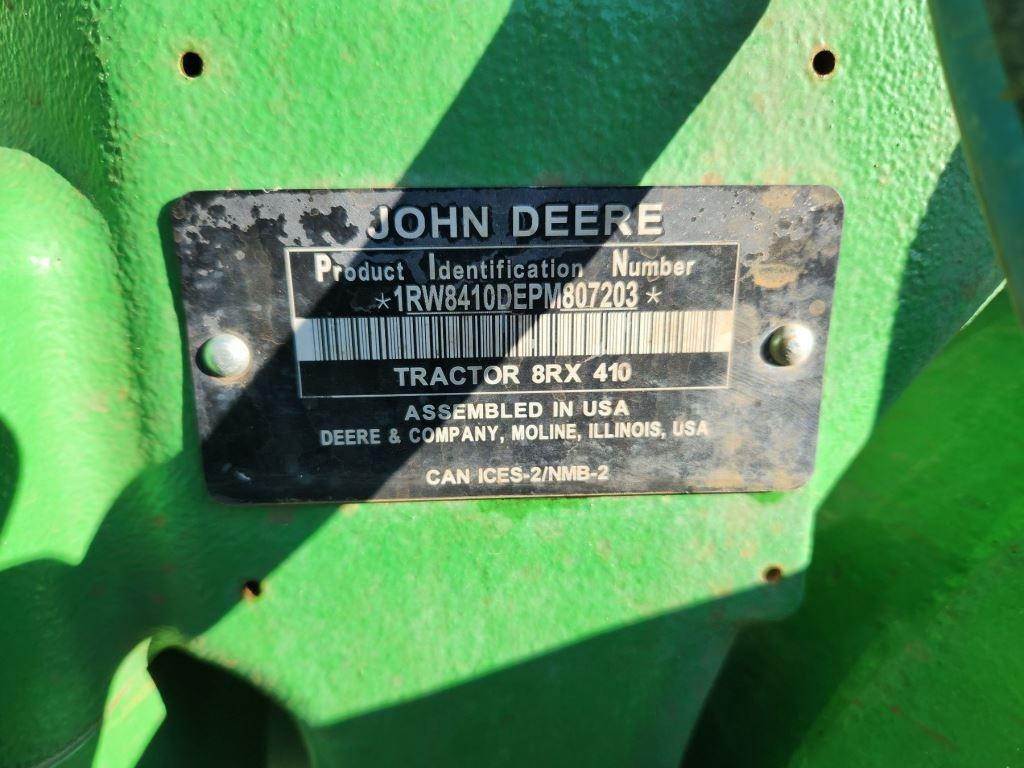 JOHN DEERE
Product Identification Number
*1RW8410DEPM807203*
TRACTOR 8RX 410
ASSEMBLED IN USA
DEERE & COMPANY, MOLINE, ILLINOIS, USA
CAN ICES-2/NMB-2